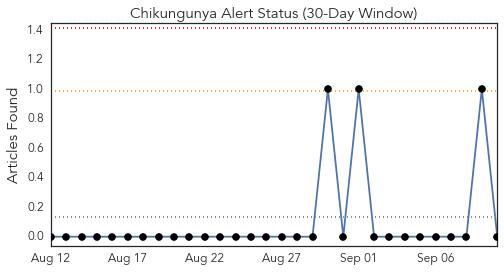 Chikungunya Alert Status (30-Day Window)
1.4
1.2
1.0
0.8
0.6
0.4
0.2
0.0
Articles Found
Aug 12 Aug 17 Aug 22 Aug 27 Sep 01 Sep 06